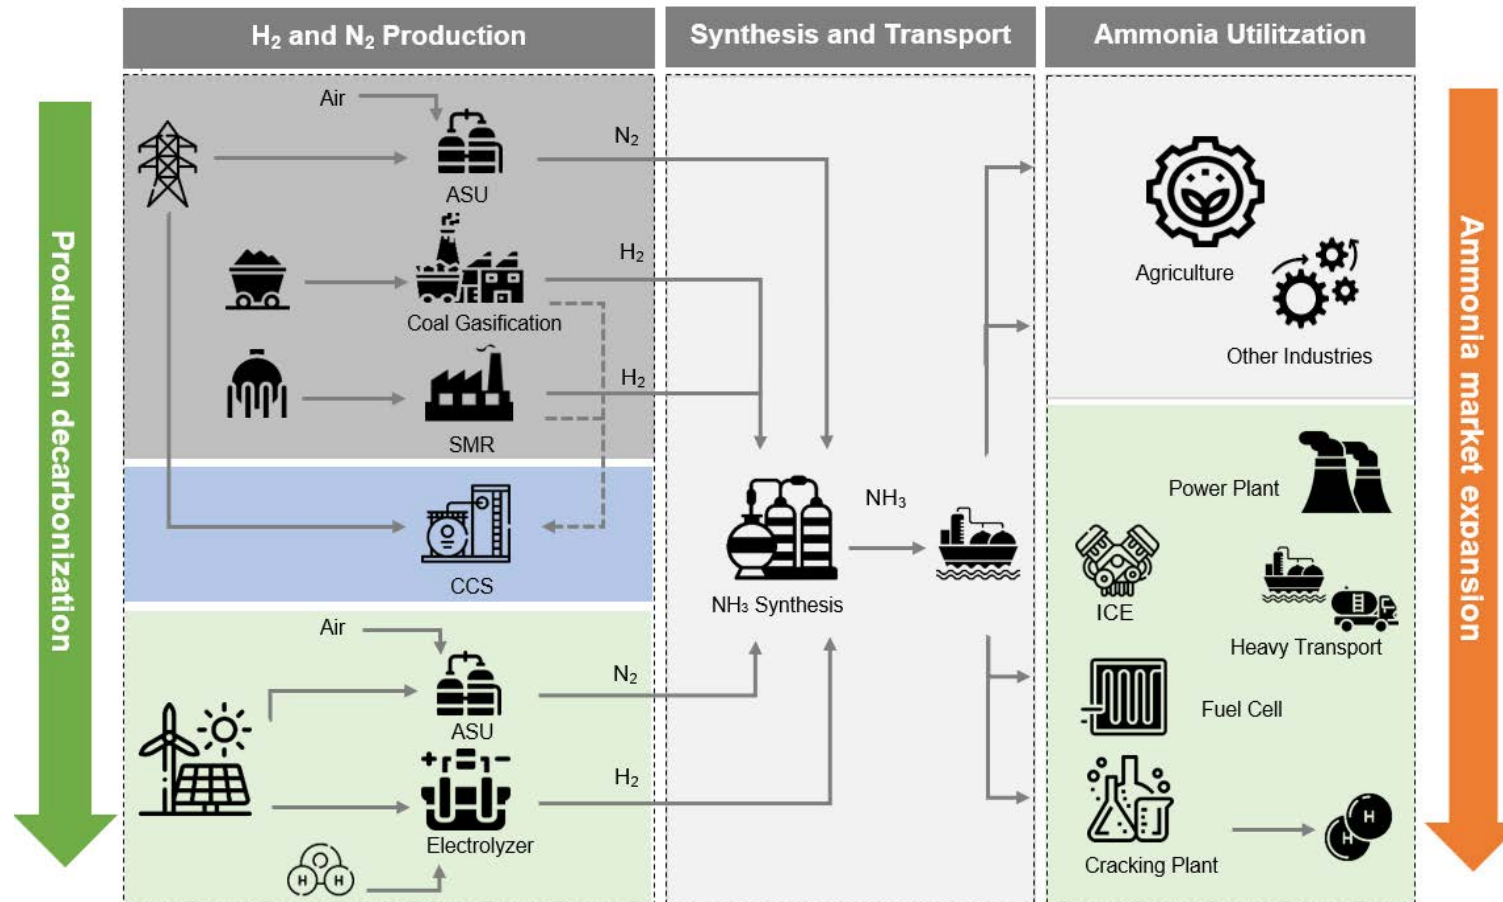 H₂ and N₂ Production
Synthesis and Transport
Ammonia Utilitzation
Production decarbonization
Air
ASU
N₂
Coal Gasification
H₂
SMR
H₂
CCS
Air
ASU
N₂
Electrolyzer
H₂
H O H
NH₃ Synthesis
NH₃
Agriculture
Other Industries
Power Plant
ICE
Heavy Transport
Fuel Cell
Cracking Plant
H
H
Ammonia market expansion